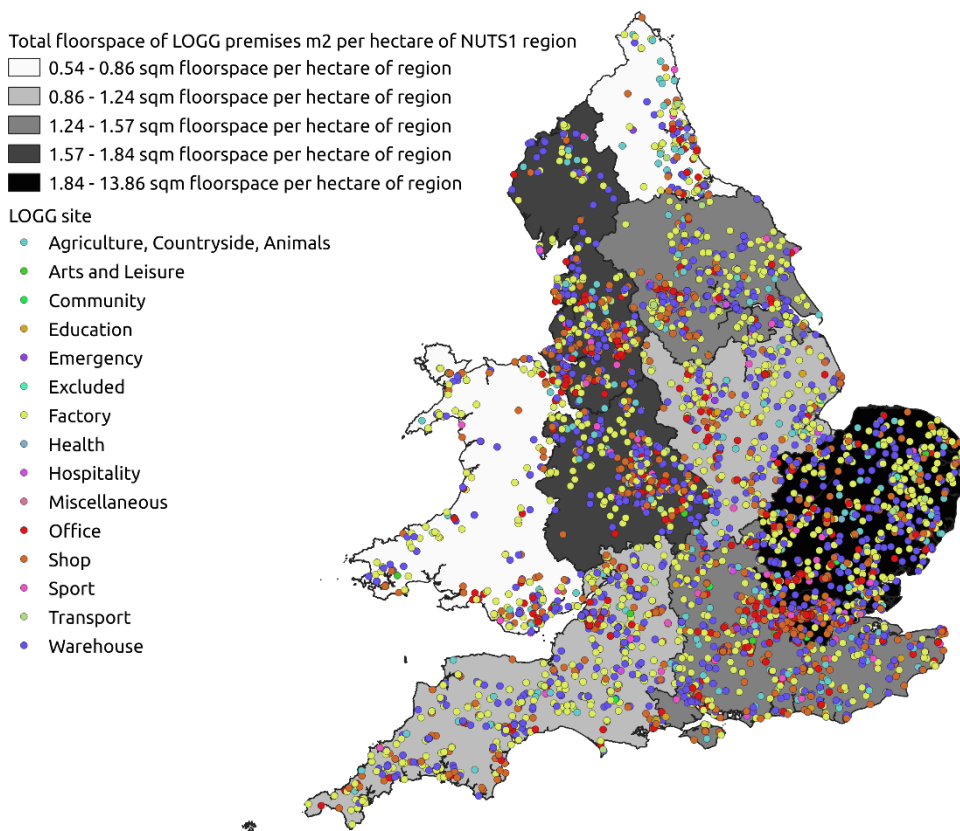 Total floorspace of LOGG premises m2 per hectare of NUTS1 region
0.54 - 0.86 sqm floorspace per hectare of region
0.86 - 1.24 sqm floorspace per hectare of region
1.24 - 1.57 sqm floorspace per hectare of region
1.57 - 1.84 sqm floorspace per hectare of region
1.84 - 13.86 sqm floorspace per hectare of region
LOGG site
Agriculture, Countryside, Animals
Arts and Leisure
Community
Education
Emergency
Excluded
Factory
Health
Hospitality
Miscellaneous
Office
Shop
Sport
Transport
Warehouse